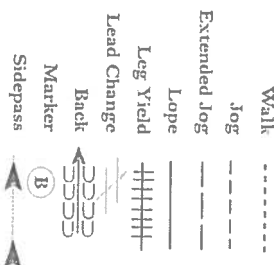 Walk
Jog
Extended Jog
Lope
Leg Yield
Lead Change
Back
Marker B
Sidepass